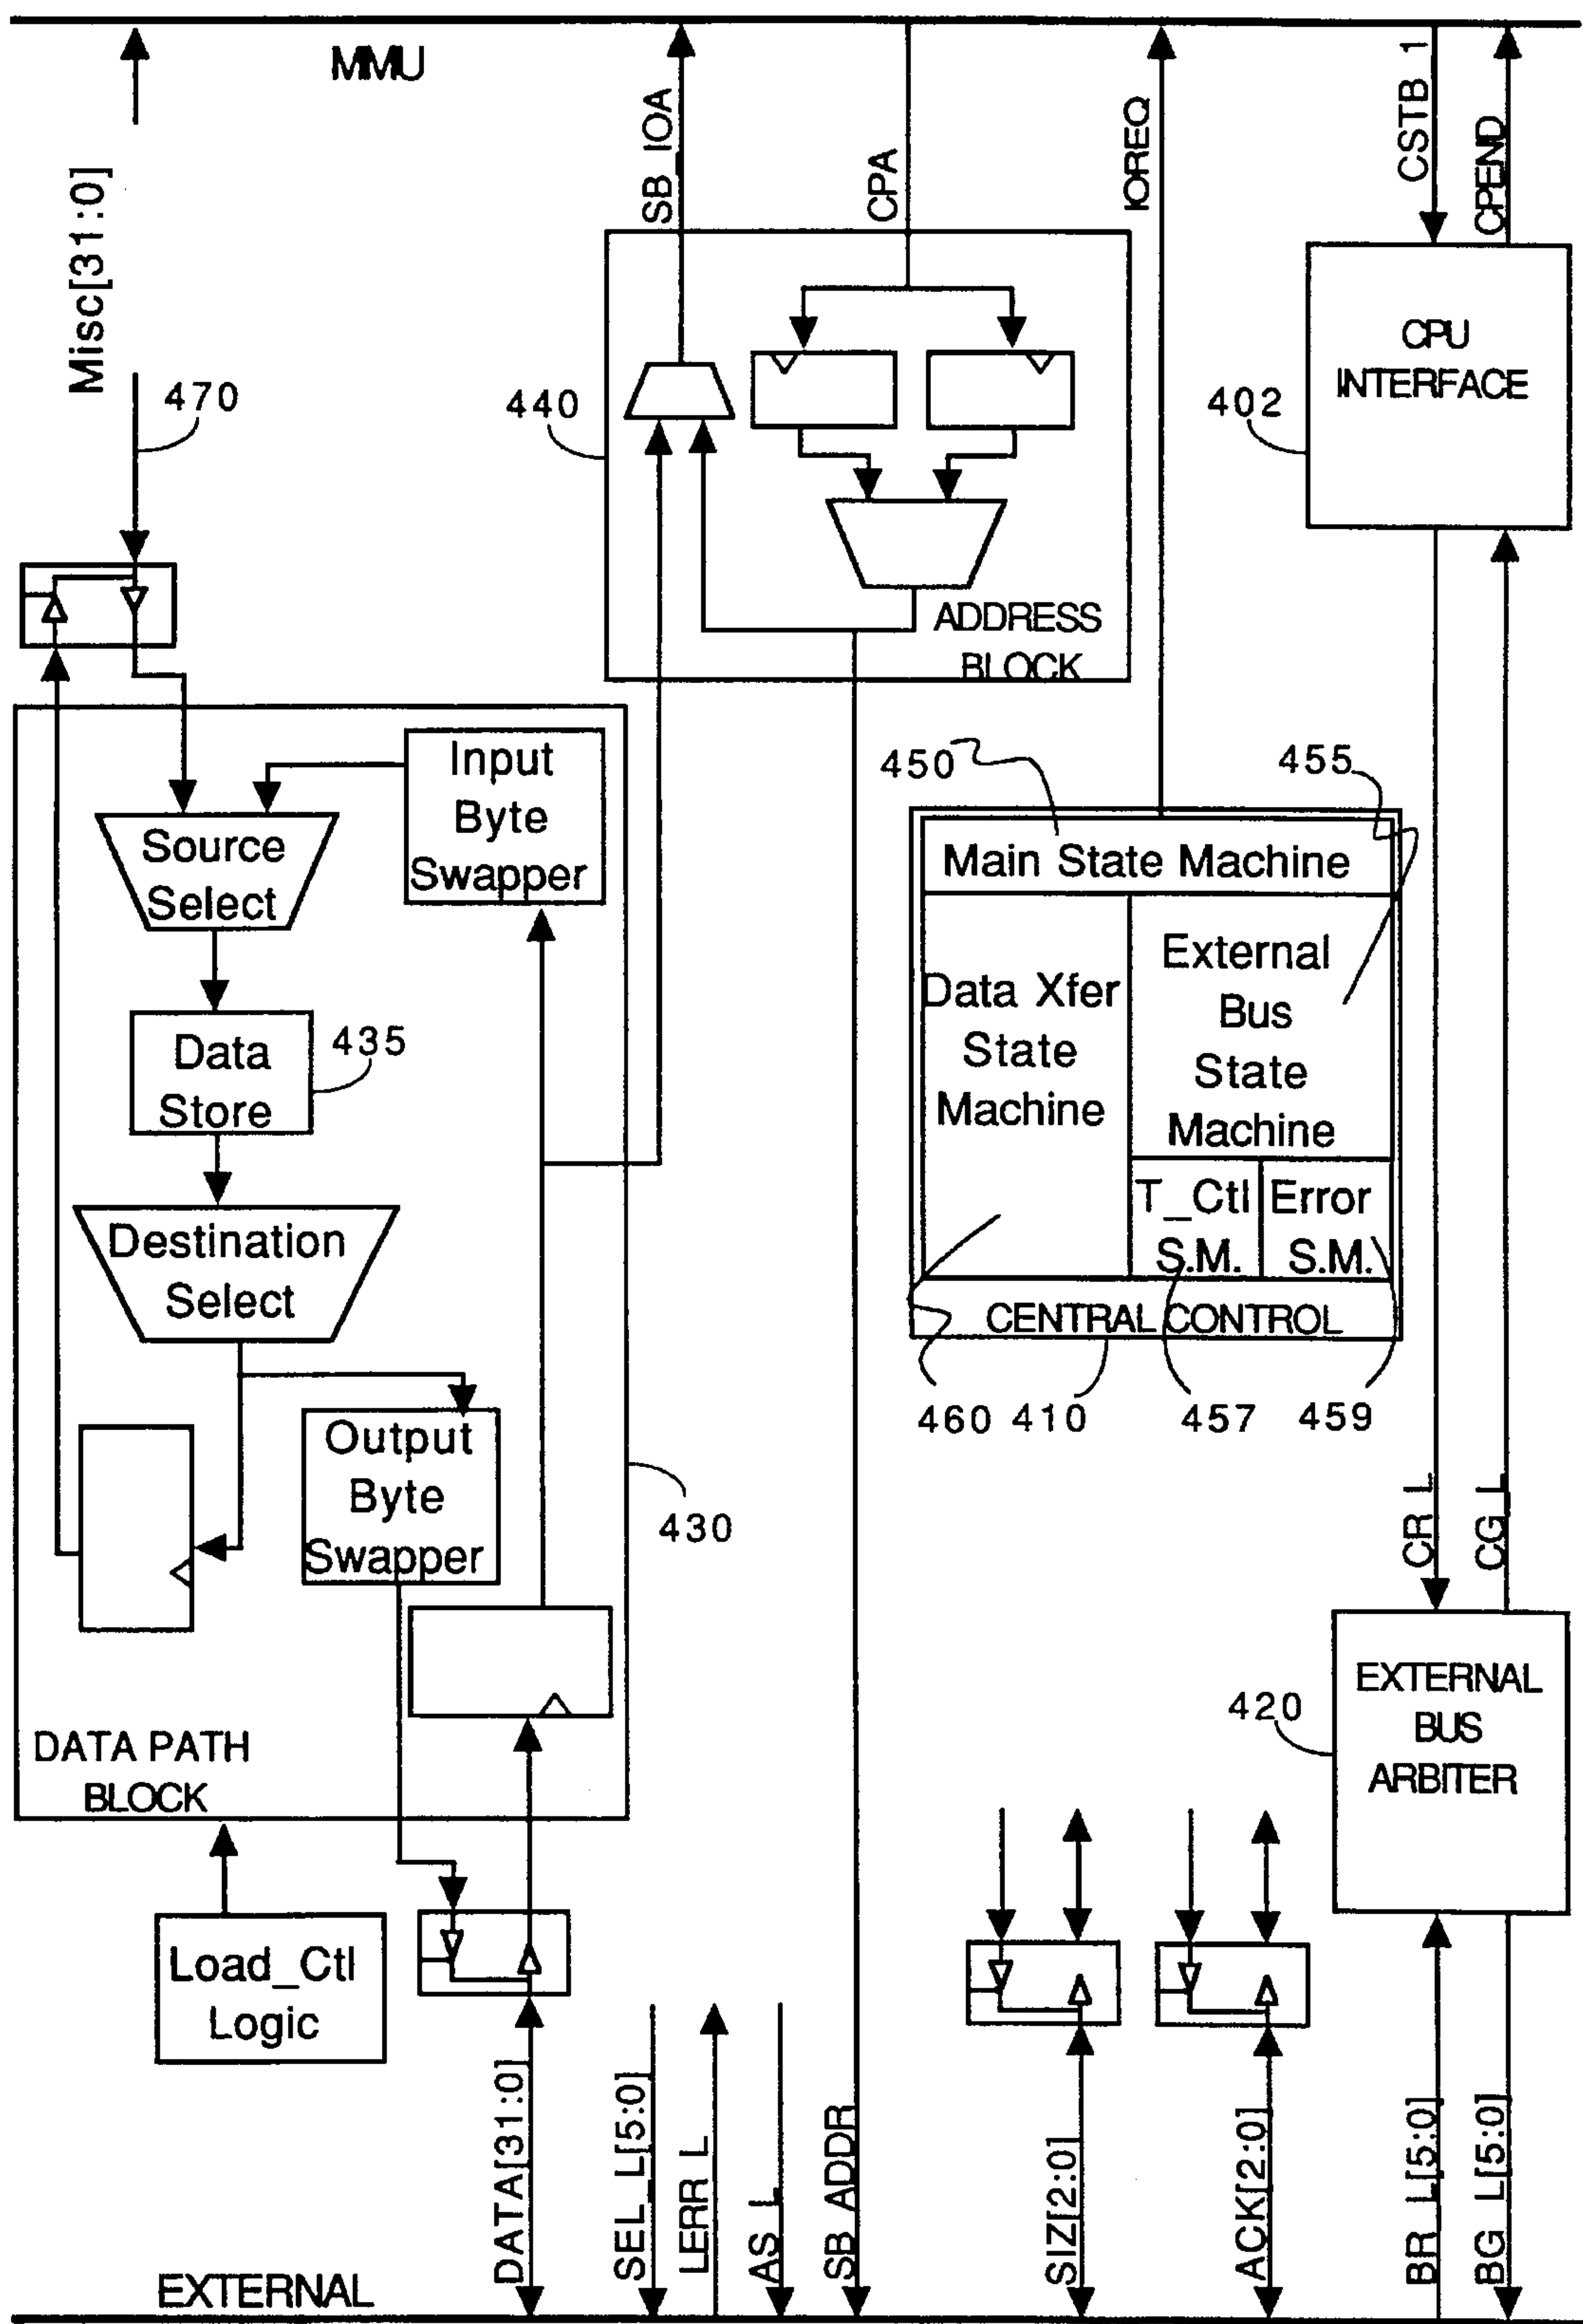 MMU
Misc[31:0]
SB_IOA
CPA
IOREQ
CSTB_1
CPEND
470
440
402
CPU
INTERFACE
ADDRESS
BLOCK
Input
Byte
Swapper
Source
Select
Data
Store
435
Destination
Select
Output
Byte
Swapper
430
DATA PATH
BLOCK
Load_Ctl
Logic
450
455
Main State Machine
Data Xfer
State
Machine
External
Bus
State
Machine
T_Ctl
S.M.
Error
S.M.
CENTRAL CONTROL
460
410
457
459
CR_L
CG_L
420
EXTERNAL
BUS
ARBITER
DATA[31:0]
SEL_L[5:0]
LERR_L
AS_L
SB_ADDR
SIZ[2:0]
ACK[2:0]
BR_L[5:0]
BG_L[5:0]
EXTERNAL